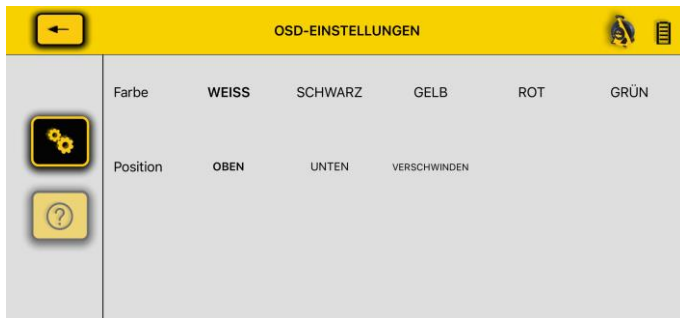 OSD-EINSTELLUNGEN
Farbe WEISS SCHWARZ GELB ROT GRÜN
Position OBEN UNTEN VERSCHWINDEN
?